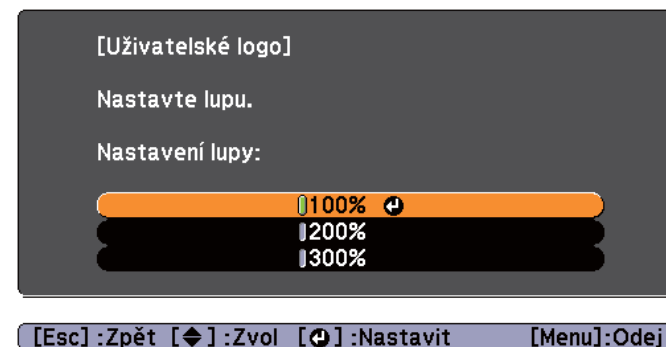 [Uživatelské logo]
Nastavte lupu.
Nastavení lupy:
100%
200%
300%
[Esc] :Zpět [◆] :Zvol [↵] :Nastavit [Menu]:Odej